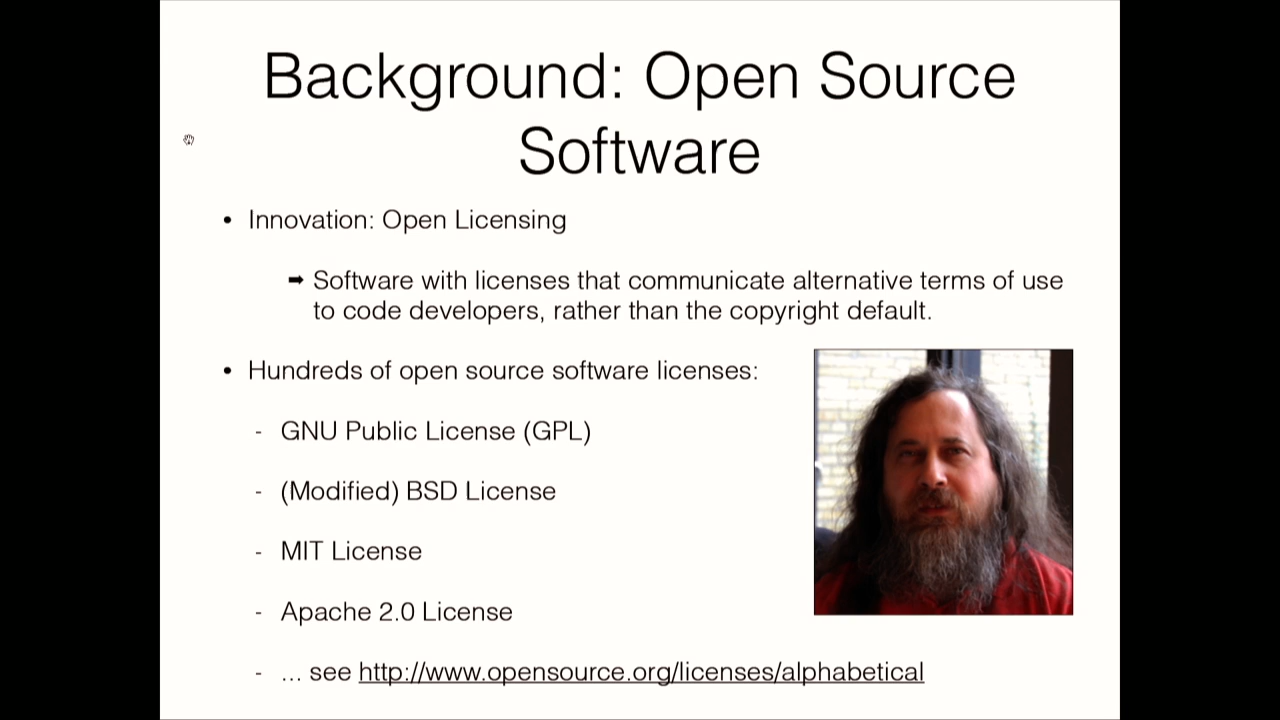 Background: Open Source
Software
• Innovation: Open Licensing
➡ Software with licenses that communicate alternative terms of use
to code developers, rather than the copyright default.
• Hundreds of open source software licenses:
- GNU Public License (GPL)
- (Modified) BSD License
- MIT License
- Apache 2.0 License
- ... see http://www.opensource.org/licenses/alphabetical